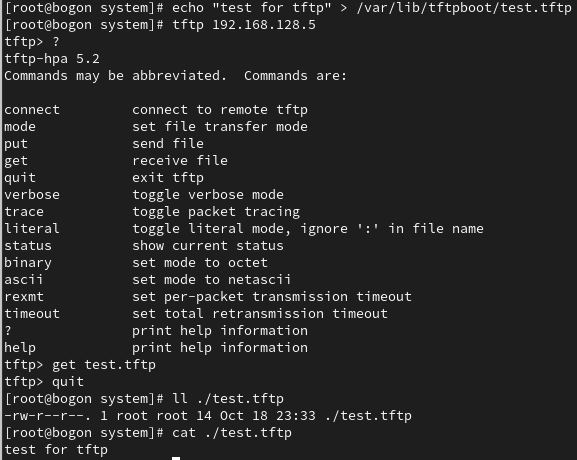 [root@bogon system]# echo "test for tftp" > /var/lib/tftpboot/test.tftp
[root@bogon system]# tftp 192.168.128.5
tftp> ?
tftp-hpa 5.2
Commands may be abbreviated.  Commands are:

connect         connect to remote tftp
mode            set file transfer mode
put             send file
get             receive file
quit            exit tftp
verbose         toggle verbose mode
trace           toggle packet tracing
literal         toggle literal mode, ignore ':' in file name
status          show current status
binary          set mode to octet
ascii           set mode to netascii
rexmt           set per-packet transmission timeout
timeout         set total retransmission timeout
?               print help information
help            print help information
tftp> get test.tftp
tftp> quit
[root@bogon system]# ll ./test.tftp
-rw-r--r--. 1 root root 14 Oct 18 23:33 ./test.tftp
[root@bogon system]# cat ./test.tftp
test for tftp